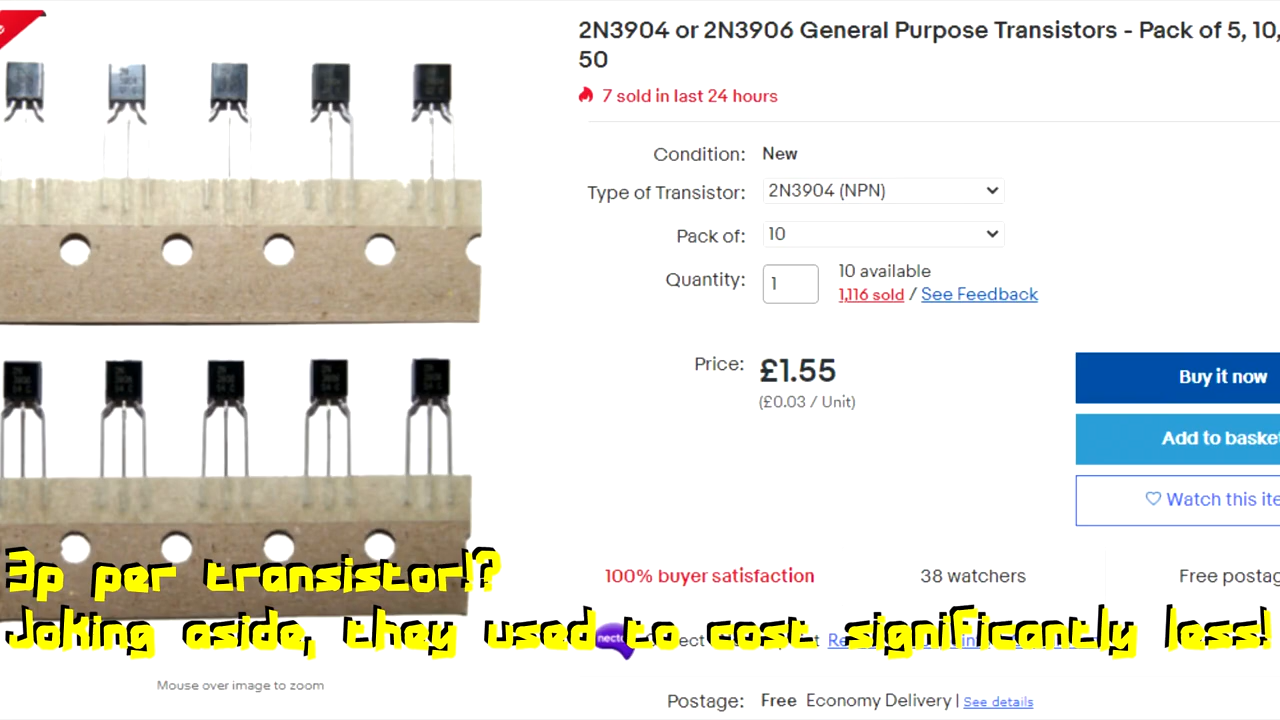 2N3904 or 2N3906 General Purpose Transistors - Pack of 5, 10,
50
7 sold in last 24 hours
Condition: New
Type of Transistor: 2N3904 (NPN)
Pack of: 10
Quantity: 1 10 available
1,116 sold / See Feedback
Price: £1.55
(£0.03 / Unit)
Buy it now
Add to basket
Watch this ite
3p per transistor!?
100% buyer satisfaction 38 watchers Free postag
Joking aside, they used to cost significantly less!
Mouse over image to zoom
Postage: Free Economy Delivery | See details